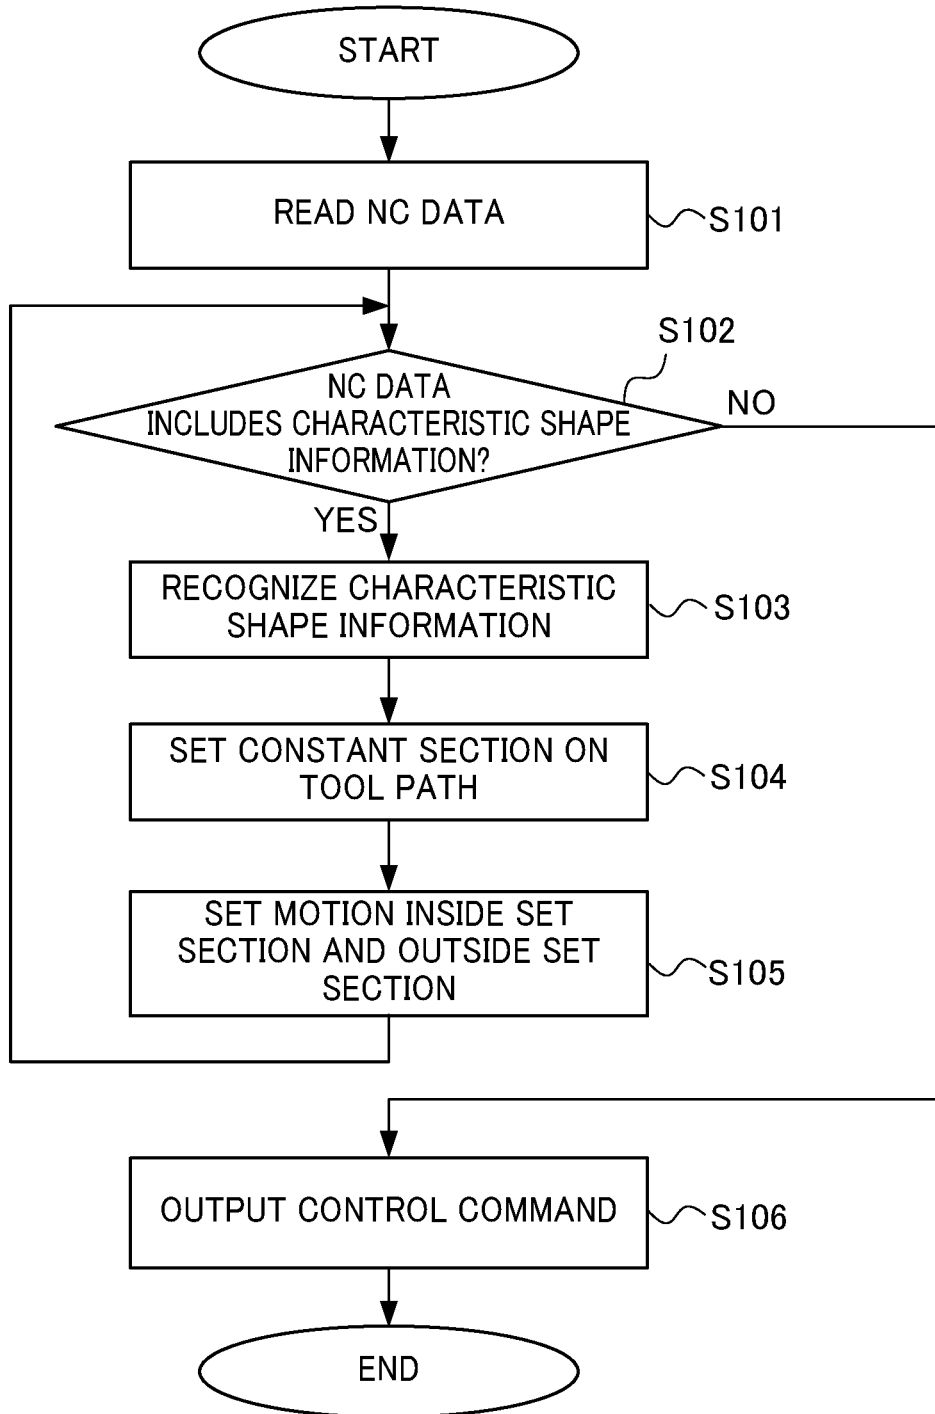 START
READ NC DATA
S101
S102
NC DATA
INCLUDES CHARACTERISTIC SHAPE
INFORMATION?
NO
YES
RECOGNIZE CHARACTERISTIC
SHAPE INFORMATION
S103
SET CONSTANT SECTION ON
TOOL PATH
S104
SET MOTION INSIDE SET
SECTION AND OUTSIDE SET
SECTION
S105
OUTPUT CONTROL COMMAND
S106
END